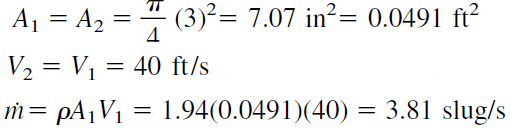 A₁ = A₂ = π/4 (3)² = 7.07 in² = 0.0491 ft²
V₂ = V₁ = 40 ft/s
ṁ = ρA₁V₁ = 1.94(0.0491)(40) = 3.81 slug/s